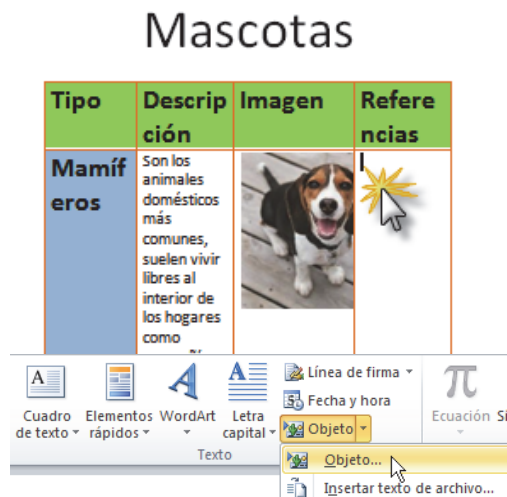 Mascotas
Tipo
Descrip
ción
Imagen
Refere
ncias
Mamíf
eros
Son los
animales
domésticos
más
comunes,
suelen vivir
libres al
interior de
los hogares
como
A
A
A
Línea de firma
Fecha y hora
Objeto
π
Cuadro
de texto
Elementos
rápidos
WordArt
Letra
capital
Ecuación
Texto
Objeto...
Insertar texto de archivo...